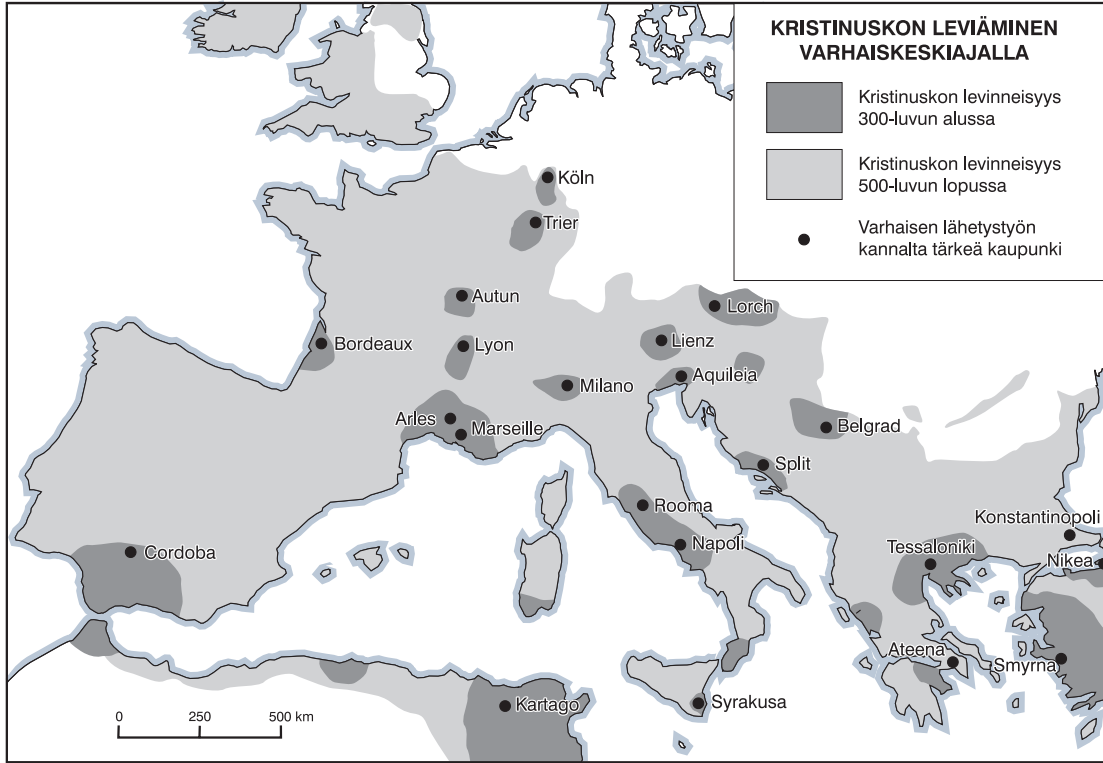 KRISTINUSKON LEVIÄMINEN
VARHAISKESKIAJALLA
Kristinuskon levinneisyys
300-luvun alussa
Kristinuskon levinneisyys
500-luvun lopussa
Varhaisen lähetystyön
kannalta tärkeä kaupunki
Köln
Trier
Autun
Lorch
Bordeaux
Lyon
Lienz
Milano
Aquileia
Arles
Marseille
Belgrad
Split
Rooma
Konstantinopoli
Cordoba
Napoli
Tessaloniki
Nikea
Ateena
Smyrna
Kartago
Syrakusa
0 250 500 km